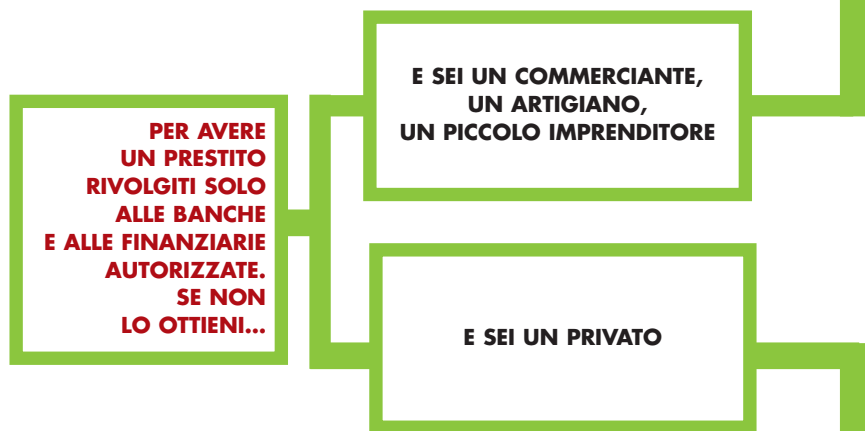 PER AVERE
UN PRESTITO
RIVOLGITI SOLO
ALLE BANCHE
E ALLE FINANZIARIE
AUTORIZZATE.
SE NON
LO OTTIENI...
E SEI UN COMMERCIANTE,
UN ARTIGIANO,
UN PICCOLO IMPRENDITORE
E SEI UN PRIVATO